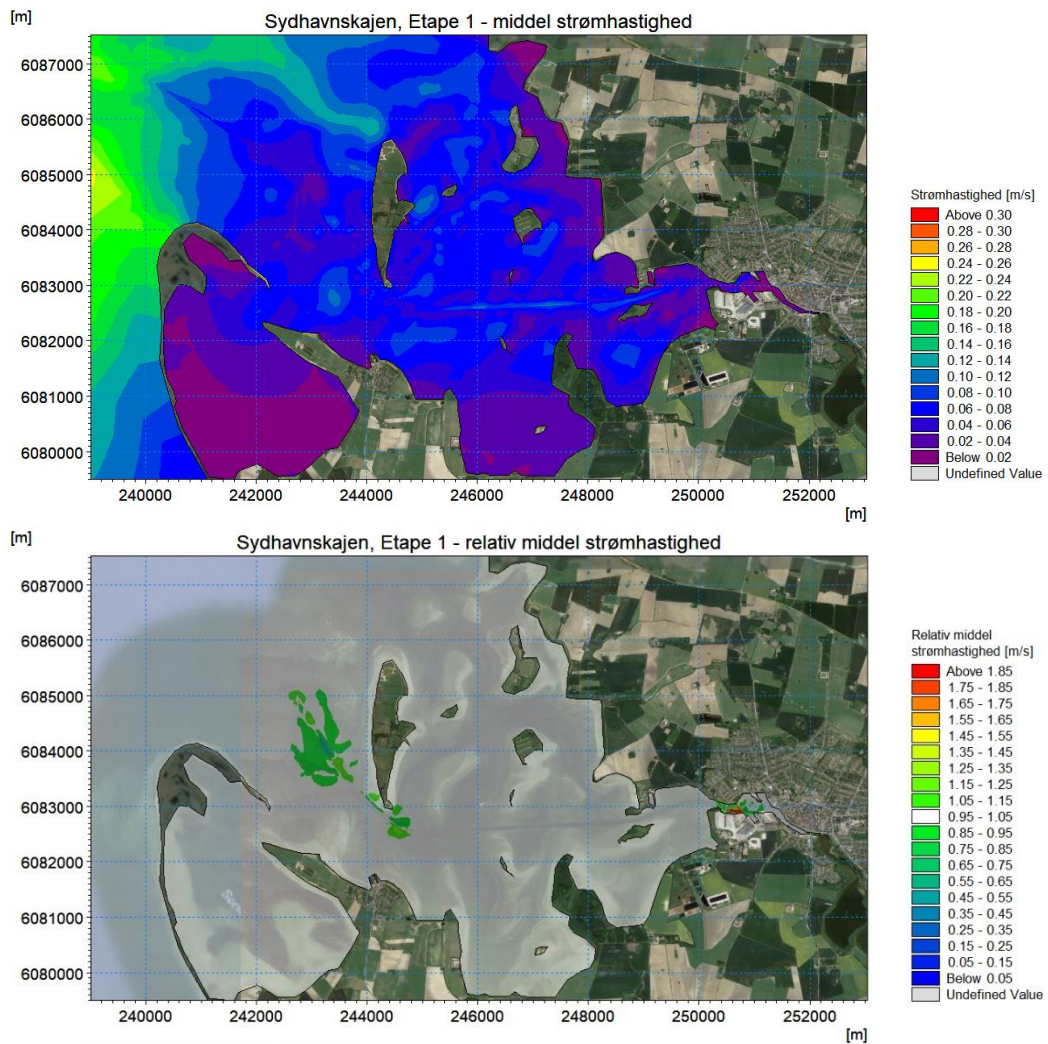 [m]
Sydhavnskajen, Etape 1 - middel strømhastighed
6087000
6086000
6085000
6084000
6083000
6082000
6081000
6080000
240000 242000 244000 246000 248000 250000 252000
[m]
Strømhastighed [m/s]
Above 0.30
0.28 - 0.30
0.26 - 0.28
0.24 - 0.26
0.22 - 0.24
0.20 - 0.22
0.18 - 0.20
0.16 - 0.18
0.14 - 0.16
0.12 - 0.14
0.10 - 0.12
0.08 - 0.10
0.06 - 0.08
0.04 - 0.06
0.02 - 0.04
Below 0.02
Undefined Value
[m]
Sydhavnskajen, Etape 1 - relativ middel strømhastighed
6087000
6086000
6085000
6084000
6083000
6082000
6081000
6080000
240000 242000 244000 246000 248000 250000 252000
[m]
Relativ middel
strømhastighed [m/s]
Above 1.85
1.75 - 1.85
1.65 - 1.75
1.55 - 1.65
1.45 - 1.55
1.35 - 1.45
1.25 - 1.35
1.15 - 1.25
1.05 - 1.15
0.95 - 1.05
0.85 - 0.95
0.75 - 0.85
0.65 - 0.75
0.55 - 0.65
0.45 - 0.55
0.35 - 0.45
0.25 - 0.35
0.15 - 0.25
0.05 - 0.15
Below 0.05
Undefined Value